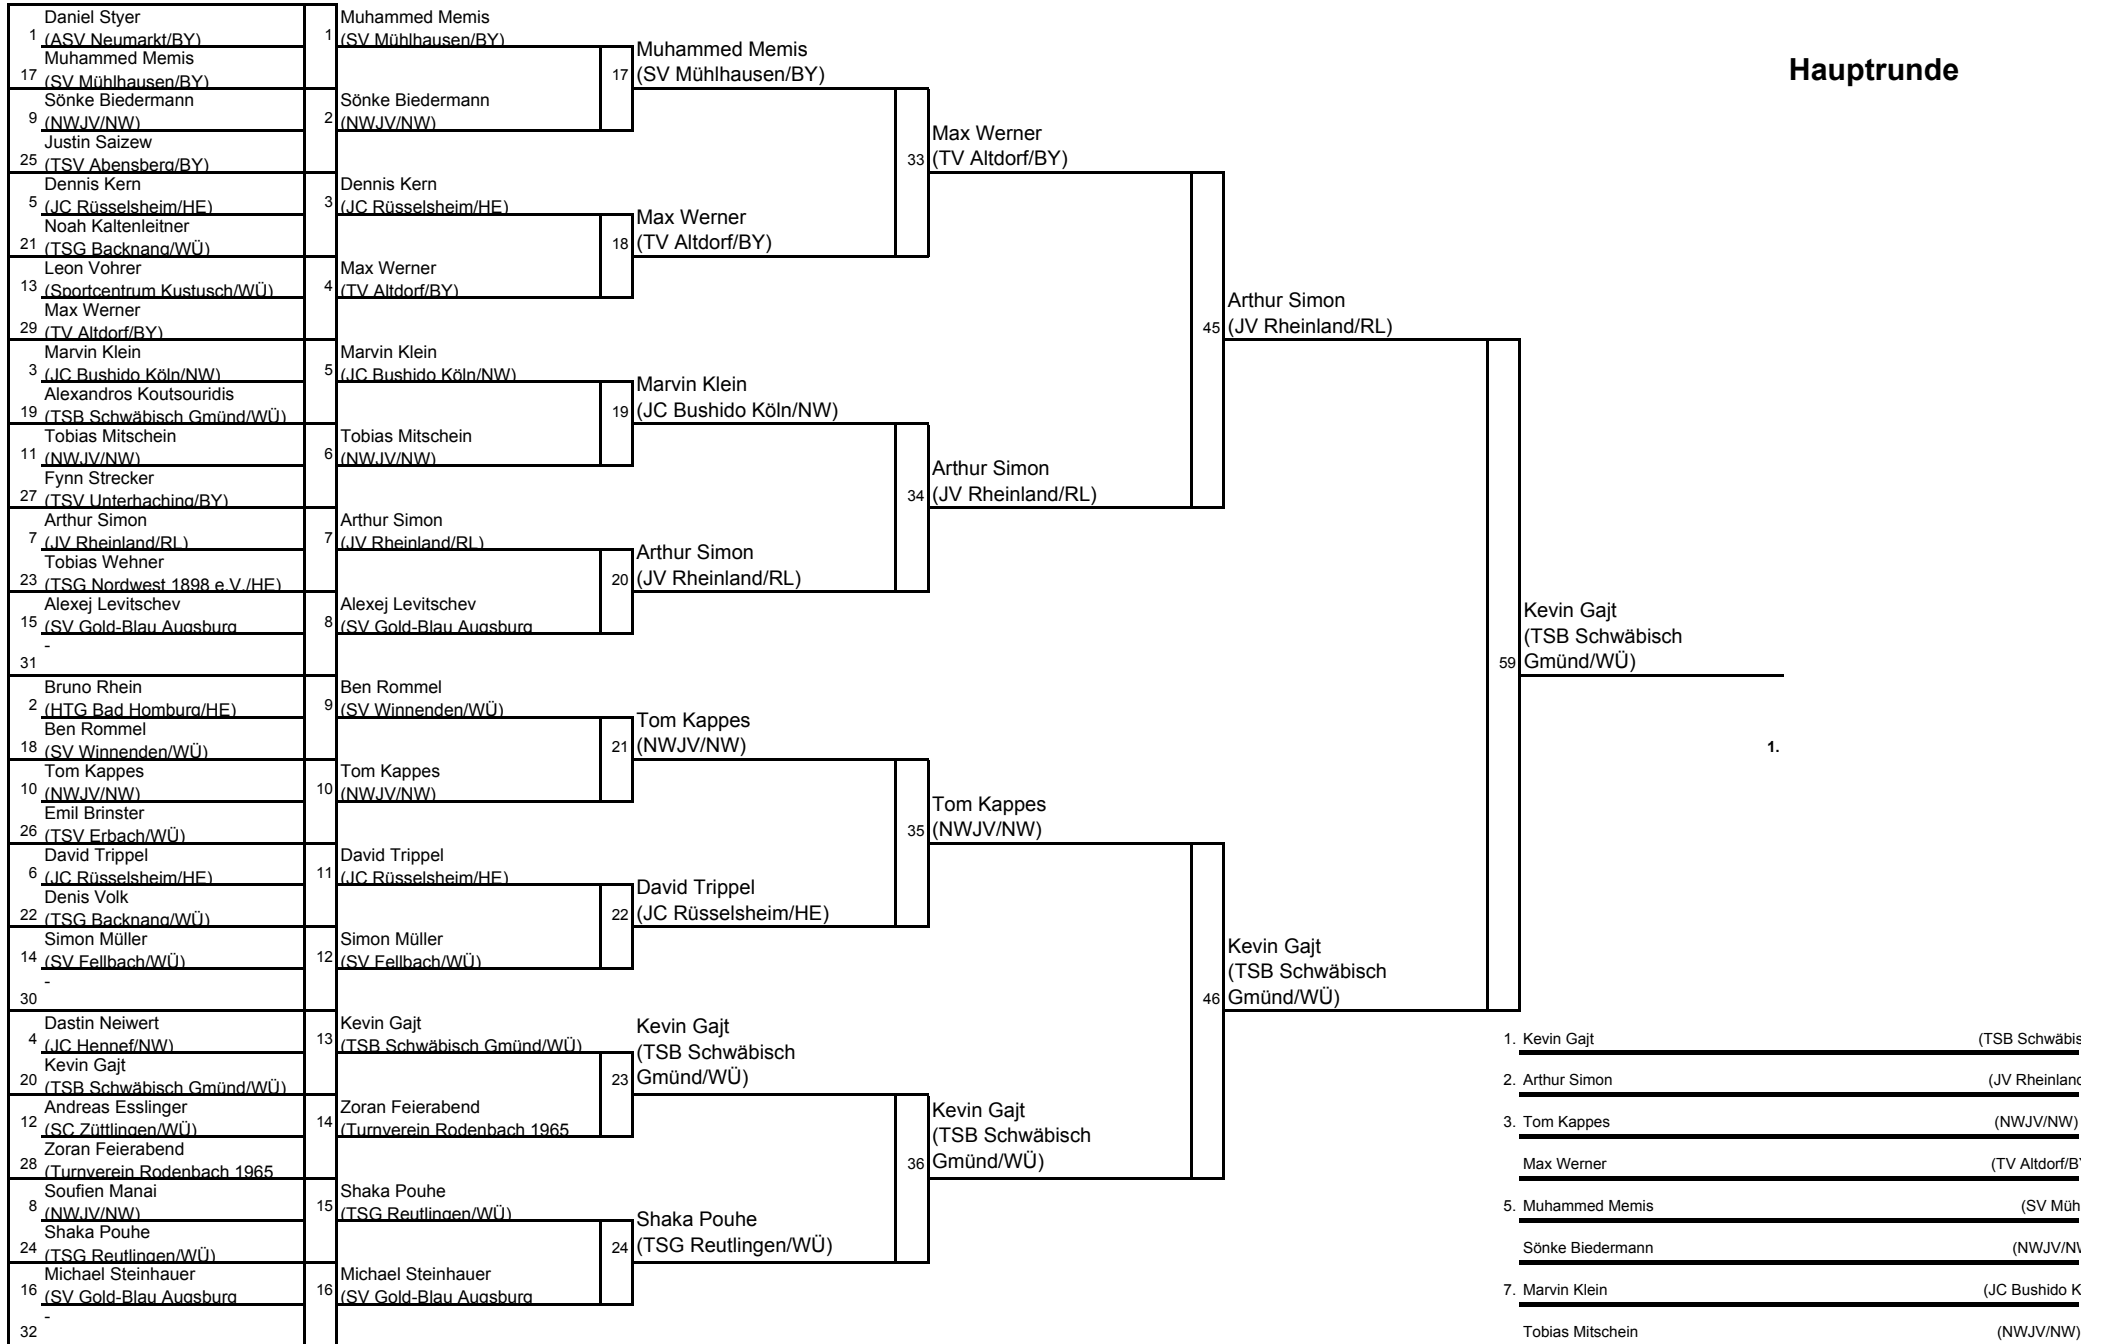 Hauptrunde
Daniel Styer
1 (ASV Neumarkt/BY)
Muhammed Memis
17 (SV Mühlhausen/BY)
Sönke Biedermann
9 (NWJV/NW)
Justin Saizew
25 (TSV Abensberg/BY)
Dennis Kern
5 (JC Rüsselsheim/HE)
Noah Kaltenleitner
21 (TSG Backnang/WÜ)
Leon Vohrer
13 (Sportcentrum Kustusch/WÜ)
Max Werner
29 (TV Altdorf/BY)
Marvin Klein
3 (JC Bushido Köln/NW)
Alexandros Koutsouridis
19 (TSB Schwäbisch Gmünd/WÜ)
Tobias Mitschein
11 (NWJV/NW)
Fynn Strecker
27 (TSV Unterhaching/BY)
Arthur Simon
7 (JV Rheinland/RL)
Tobias Wehner
23 (TSG Nordwest 1898 e.V./HE)
Alexej Levitschev
15 (SV Gold-Blau Augsburg
-
31
Bruno Rhein
2 (HTG Bad Homburg/HE)
Ben Rommel
18 (SV Winnenden/WÜ)
Tom Kappes
10 (NWJV/NW)
Emil Brinster
26 (TSV Erbach/WÜ)
David Trippel
6 (JC Rüsselsheim/HE)
Denis Volk
22 (TSG Backnang/WÜ)
Simon Müller
14 (SV Fellbach/WÜ)
-
30
Dastin Neiwert
4 (JC Hennef/NW)
Kevin Gajt
20 (TSB Schwäbisch Gmünd/WÜ)
Andreas Esslinger
12 (SC Züttlingen/WÜ)
Zoran Feierabend
28 (Turnverein Rodenbach 1965
Soufien Manai
8 (NWJV/NW)
Shaka Pouhe
24 (TSG Reutlingen/WÜ)
Michael Steinhauer
16 (SV Gold-Blau Augsburg
-
32
Muhammed Memis
1 (SV Mühlhausen/BY)
Sönke Biedermann
2 (NWJV/NW)
Dennis Kern
3 (JC Rüsselsheim/HE)
Max Werner
4 (TV Altdorf/BY)
Marvin Klein
5 (JC Bushido Köln/NW)
Tobias Mitschein
6 (NWJV/NW)
Arthur Simon
7 (JV Rheinland/RL)
Alexej Levitschev
8 (SV Gold-Blau Augsburg
Ben Rommel
9 (SV Winnenden/WÜ)
Tom Kappes
10 (NWJV/NW)
David Trippel
11 (JC Rüsselsheim/HE)
Simon Müller
12 (SV Fellbach/WÜ)
Kevin Gajt
13 (TSB Schwäbisch Gmünd/WÜ)
Zoran Feierabend
14 (Turnverein Rodenbach 1965
Shaka Pouhe
15 (TSG Reutlingen/WÜ)
Michael Steinhauer
16 (SV Gold-Blau Augsburg
Muhammed Memis
17 (SV Mühlhausen/BY)
Max Werner
18 (TV Altdorf/BY)
Marvin Klein
19 (JC Bushido Köln/NW)
Arthur Simon
20 (JV Rheinland/RL)
Tom Kappes
21 (NWJV/NW)
David Trippel
22 (JC Rüsselsheim/HE)
Kevin Gajt
(TSB Schwäbisch
23 Gmünd/WÜ)
Shaka Pouhe
24 (TSG Reutlingen/WÜ)
Max Werner
33 (TV Altdorf/BY)
Arthur Simon
34 (JV Rheinland/RL)
Tom Kappes
35 (NWJV/NW)
Kevin Gajt
(TSB Schwäbisch
36 Gmünd/WÜ)
Arthur Simon
45 (JV Rheinland/RL)
Kevin Gajt
(TSB Schwäbisch
46 Gmünd/WÜ)
Kevin Gajt
(TSB Schwäbisch
59 Gmünd/WÜ)
1.
1. Kevin Gajt (TSB Schwäbis
2. Arthur Simon (JV Rheinland
3. Tom Kappes (NWJV/NW)
Max Werner (TV Altdorf/B
5. Muhammed Memis (SV Müh
Sönke Biedermann (NWJV/N
7. Marvin Klein (JC Bushido K
Tobias Mitschein (NWJV/NW)